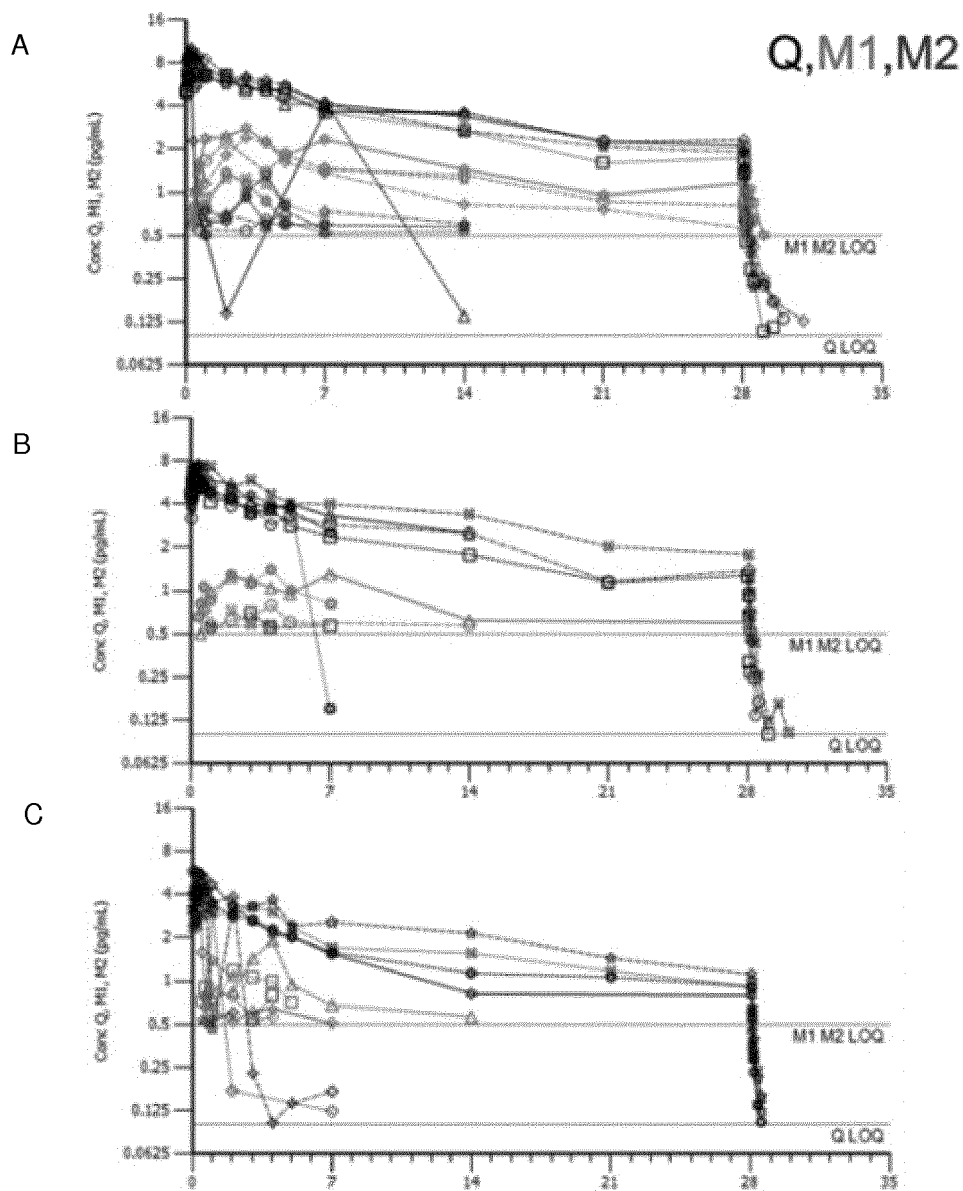 A
Q,M1,M2
16
8
4
2
1
0.5
0.25
0.125
0.0625
Conc Q, M1, M2 (pg/mL)
M1 M2 LOQ
Q LOQ
0 7 14 21 28 35
B
16
8
4
2
1
0.5
0.25
0.125
0.0625
Conc Q, M1, M2 (pg/mL)
M1 M2 LOQ
Q LOQ
0 7 14 21 28 35
C
16
8
4
2
1
0.5
0.25
0.125
0.0625
Conc Q, M1, M2 (pg/mL)
M1 M2 LOQ
Q LOQ
0 7 14 21 28 35